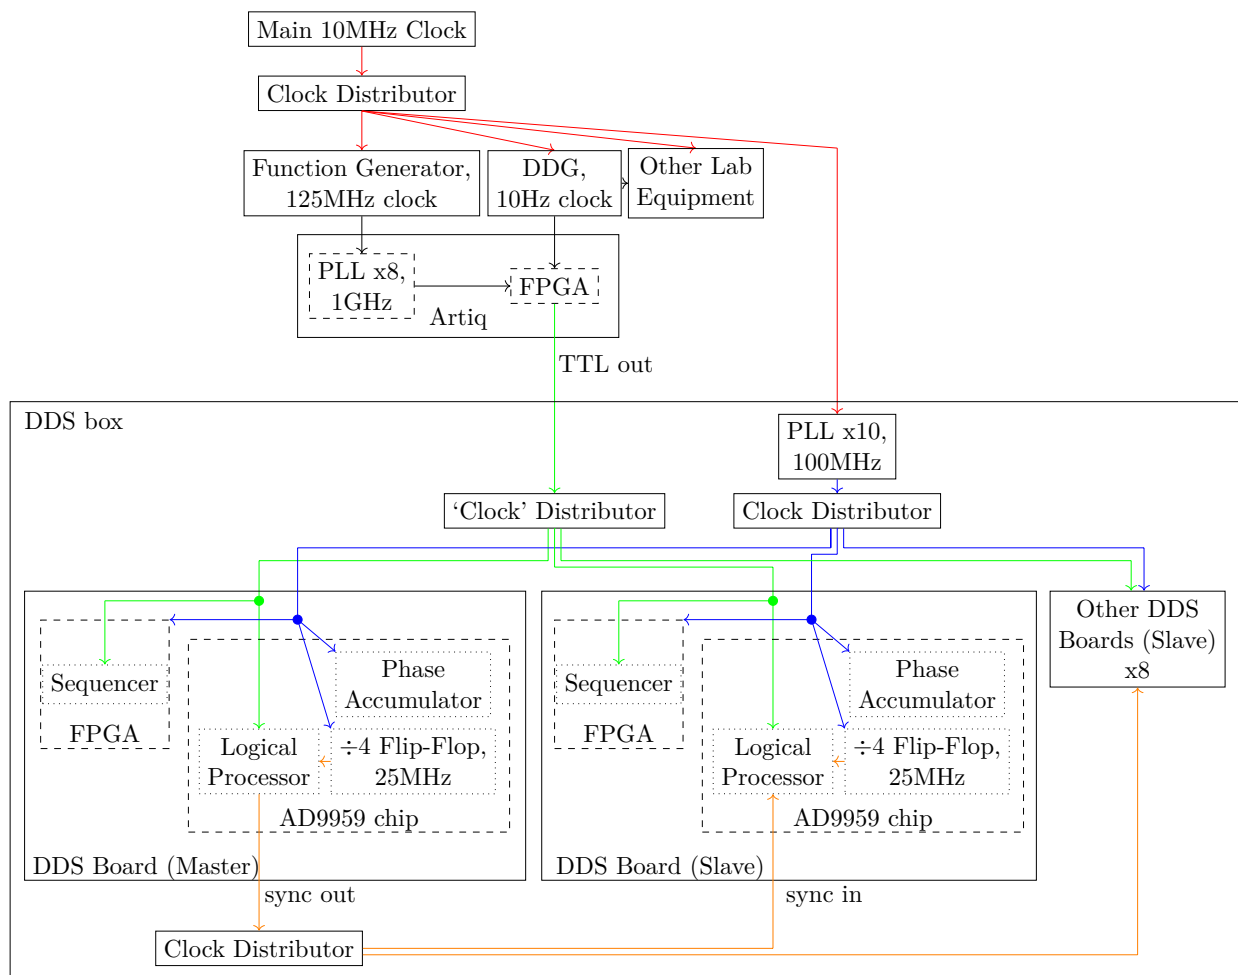 Main 10MHz Clock
Clock Distributor
Function Generator,
125MHz clock
DDG,
10Hz clock
Other Lab
Equipment
PLL x8,
1GHz
FPGA
Artiq
TTL out
DDS box
PLL x10,
100MHz
‘Clock’ Distributor
Clock Distributor
Sequencer
FPGA
Phase
Accumulator
Logical
Processor
÷4 Flip-Flop,
25MHz
AD9959 chip
DDS Board (Master)
Sequencer
FPGA
Phase
Accumulator
Logical
Processor
÷4 Flip-Flop,
25MHz
AD9959 chip
DDS Board (Slave)
Other DDS
Boards (Slave)
x8
sync out
sync in
Clock Distributor